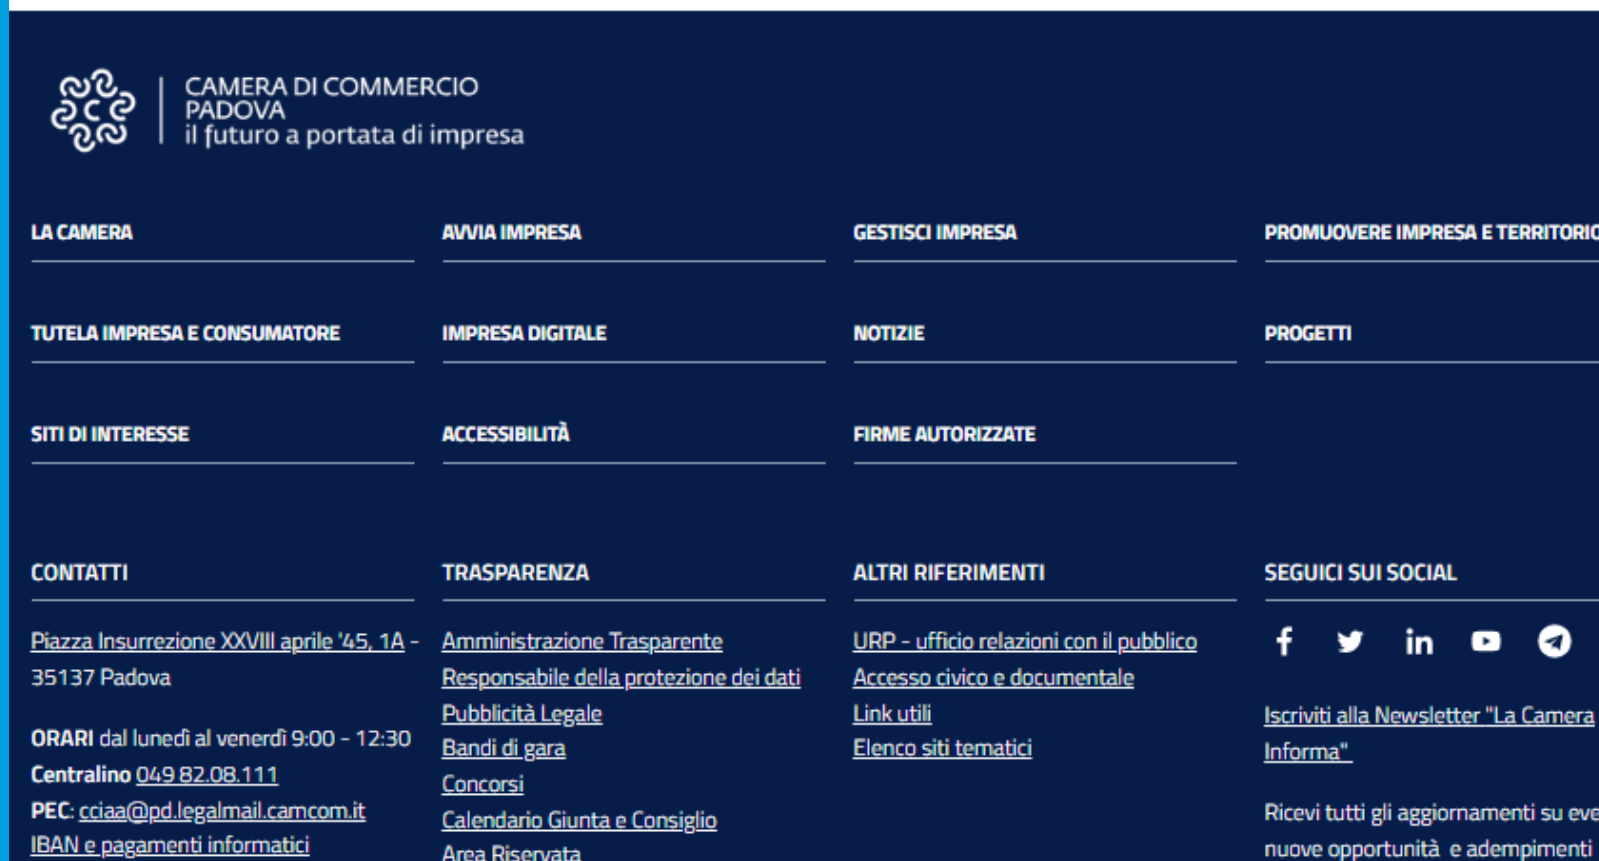 CAMERA DI COMMERCIO
PADOVA
il futuro a portata di impresa
LA CAMERA
AVVIA IMPRESA
GESTISCI IMPRESA
PROMUOVERE IMPRESA E TERRITORIO
TUTELA IMPRESA E CONSUMATORE
IMPRESA DIGITALE
NOTIZIE
PROGETTI
SITI DI INTERESSE
ACCESSIBILITÀ
FIRME AUTORIZZATE
CONTATTI
Piazza Insurrezione XXVIII aprile '45, 1A -
35137 Padova
ORARI dal lunedì al venerdì 9:00 - 12:30
Centralino 049 82.08.111
PEC: cciaa@pd.legalmail.camcom.it
IBAN e pagamenti informatici
TRASPARENZA
Amministrazione Trasparente
Responsabile della protezione dei dati
Pubblicità Legale
Bandi di gara
Concorsi
Calendario Giunta e Consiglio
Area Riservata
ALTRI RIFERIMENTI
URP - ufficio relazioni con il pubblico
Accesso civico e documentale
Link utili
Elenco siti tematici
SEGUICI SUI SOCIAL
Iscriviti alla Newsletter "La Camera
Informa"
Ricevi tutti gli aggiornamenti su
nuove opportunità e adempimenti